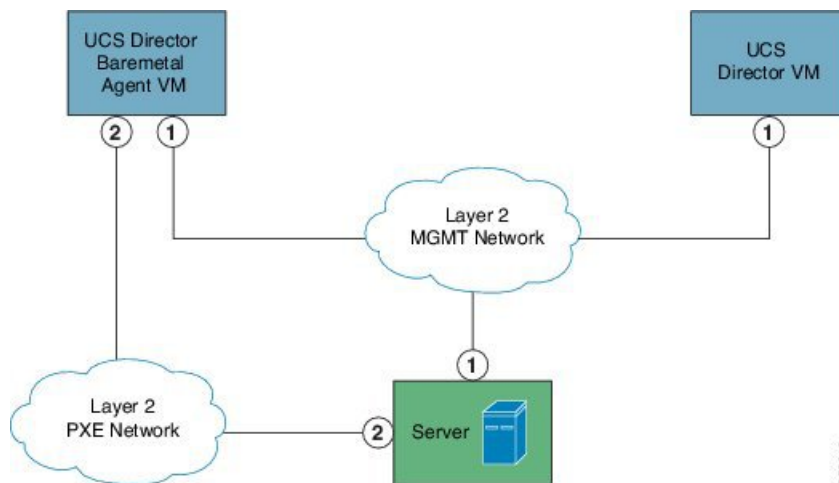 UCS Director
Baremetal
Agent VM
UCS
Director VM
2
1
1
Layer 2
MGMT Network
1
Layer 2
PXE Network
2
Server